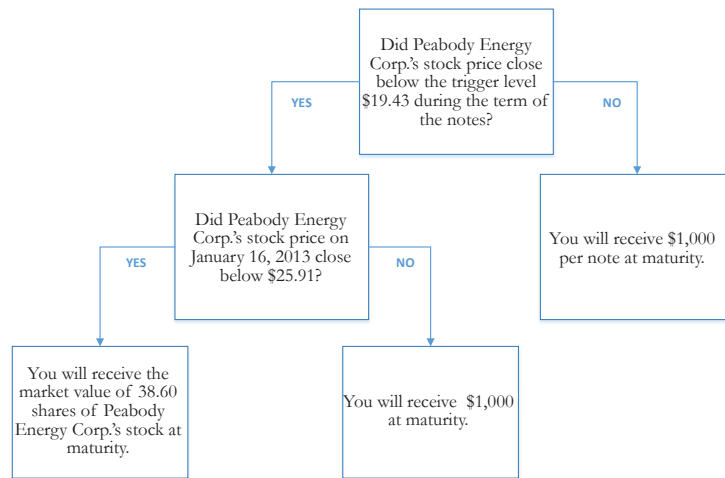 Did Peabody Energy
Corp.'s stock price close
below the trigger level
$19.43 during the term of
the notes?
YES
NO
Did Peabody Energy
Corp.'s stock price on
January 16, 2013 close
below $25.91?
You will receive $1,000
per note at maturity.
YES
NO
You will receive the
market value of 38.60
shares of Peabody
Energy Corp.'s stock at
maturity.
You will receive $1,000
at maturity.